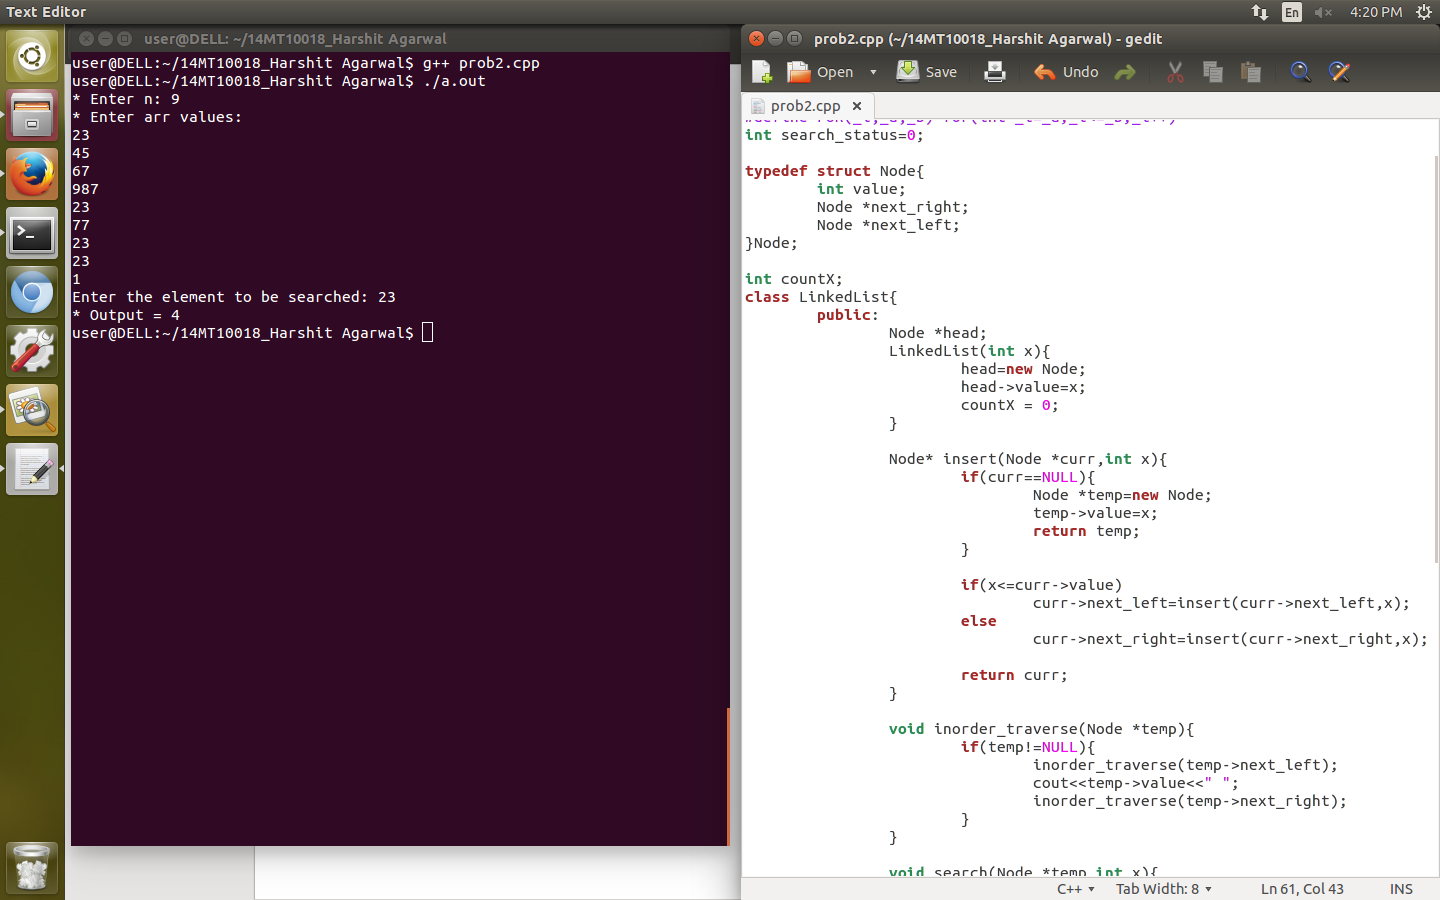 Text Editor
En
4:20 PM
user@DELL: ~/14MT10018_Harshit Agarwal
user@DELL:~/14MT10018_Harshit Agarwal$ g++ prob2.cpp
user@DELL:~/14MT10018_Harshit Agarwal$ ./a.out
* Enter n: 9
* Enter arr values:
23
45
67
987
23
77
23
23
1
Enter the element to be searched: 23
* Output = 4
user@DELL:~/14MT10018_Harshit Agarwal$
prob2.cpp (~/14MT10018_Harshit Agarwal) - gedit
Open Save Undo
prob2.cpp
int search_status=0;
typedef struct Node{
int value;
Node *next_right;
Node *next_left;
}Node;
int countX;
class LinkedList{
public:
Node *head;
LinkedList(int x){
head=new Node;
head->value=x;
countX = 0;
}
Node* insert(Node *curr,int x){
if(curr==NULL){
Node *temp=new Node;
temp->value=x;
return temp;
}
if(x<=curr->value)
curr->next_left=insert(curr->next_left,x);
else
curr->next_right=insert(curr->next_right,x);
return curr;
}
void inorder_traverse(Node *temp){
if(temp!=NULL){
inorder_traverse(temp->next_left);
cout<<temp->value<<" ";
inorder_traverse(temp->next_right);
}
}
void search(Node *temp,int x){
C++ Tab Width: 8 Ln 61, Col 43 INS